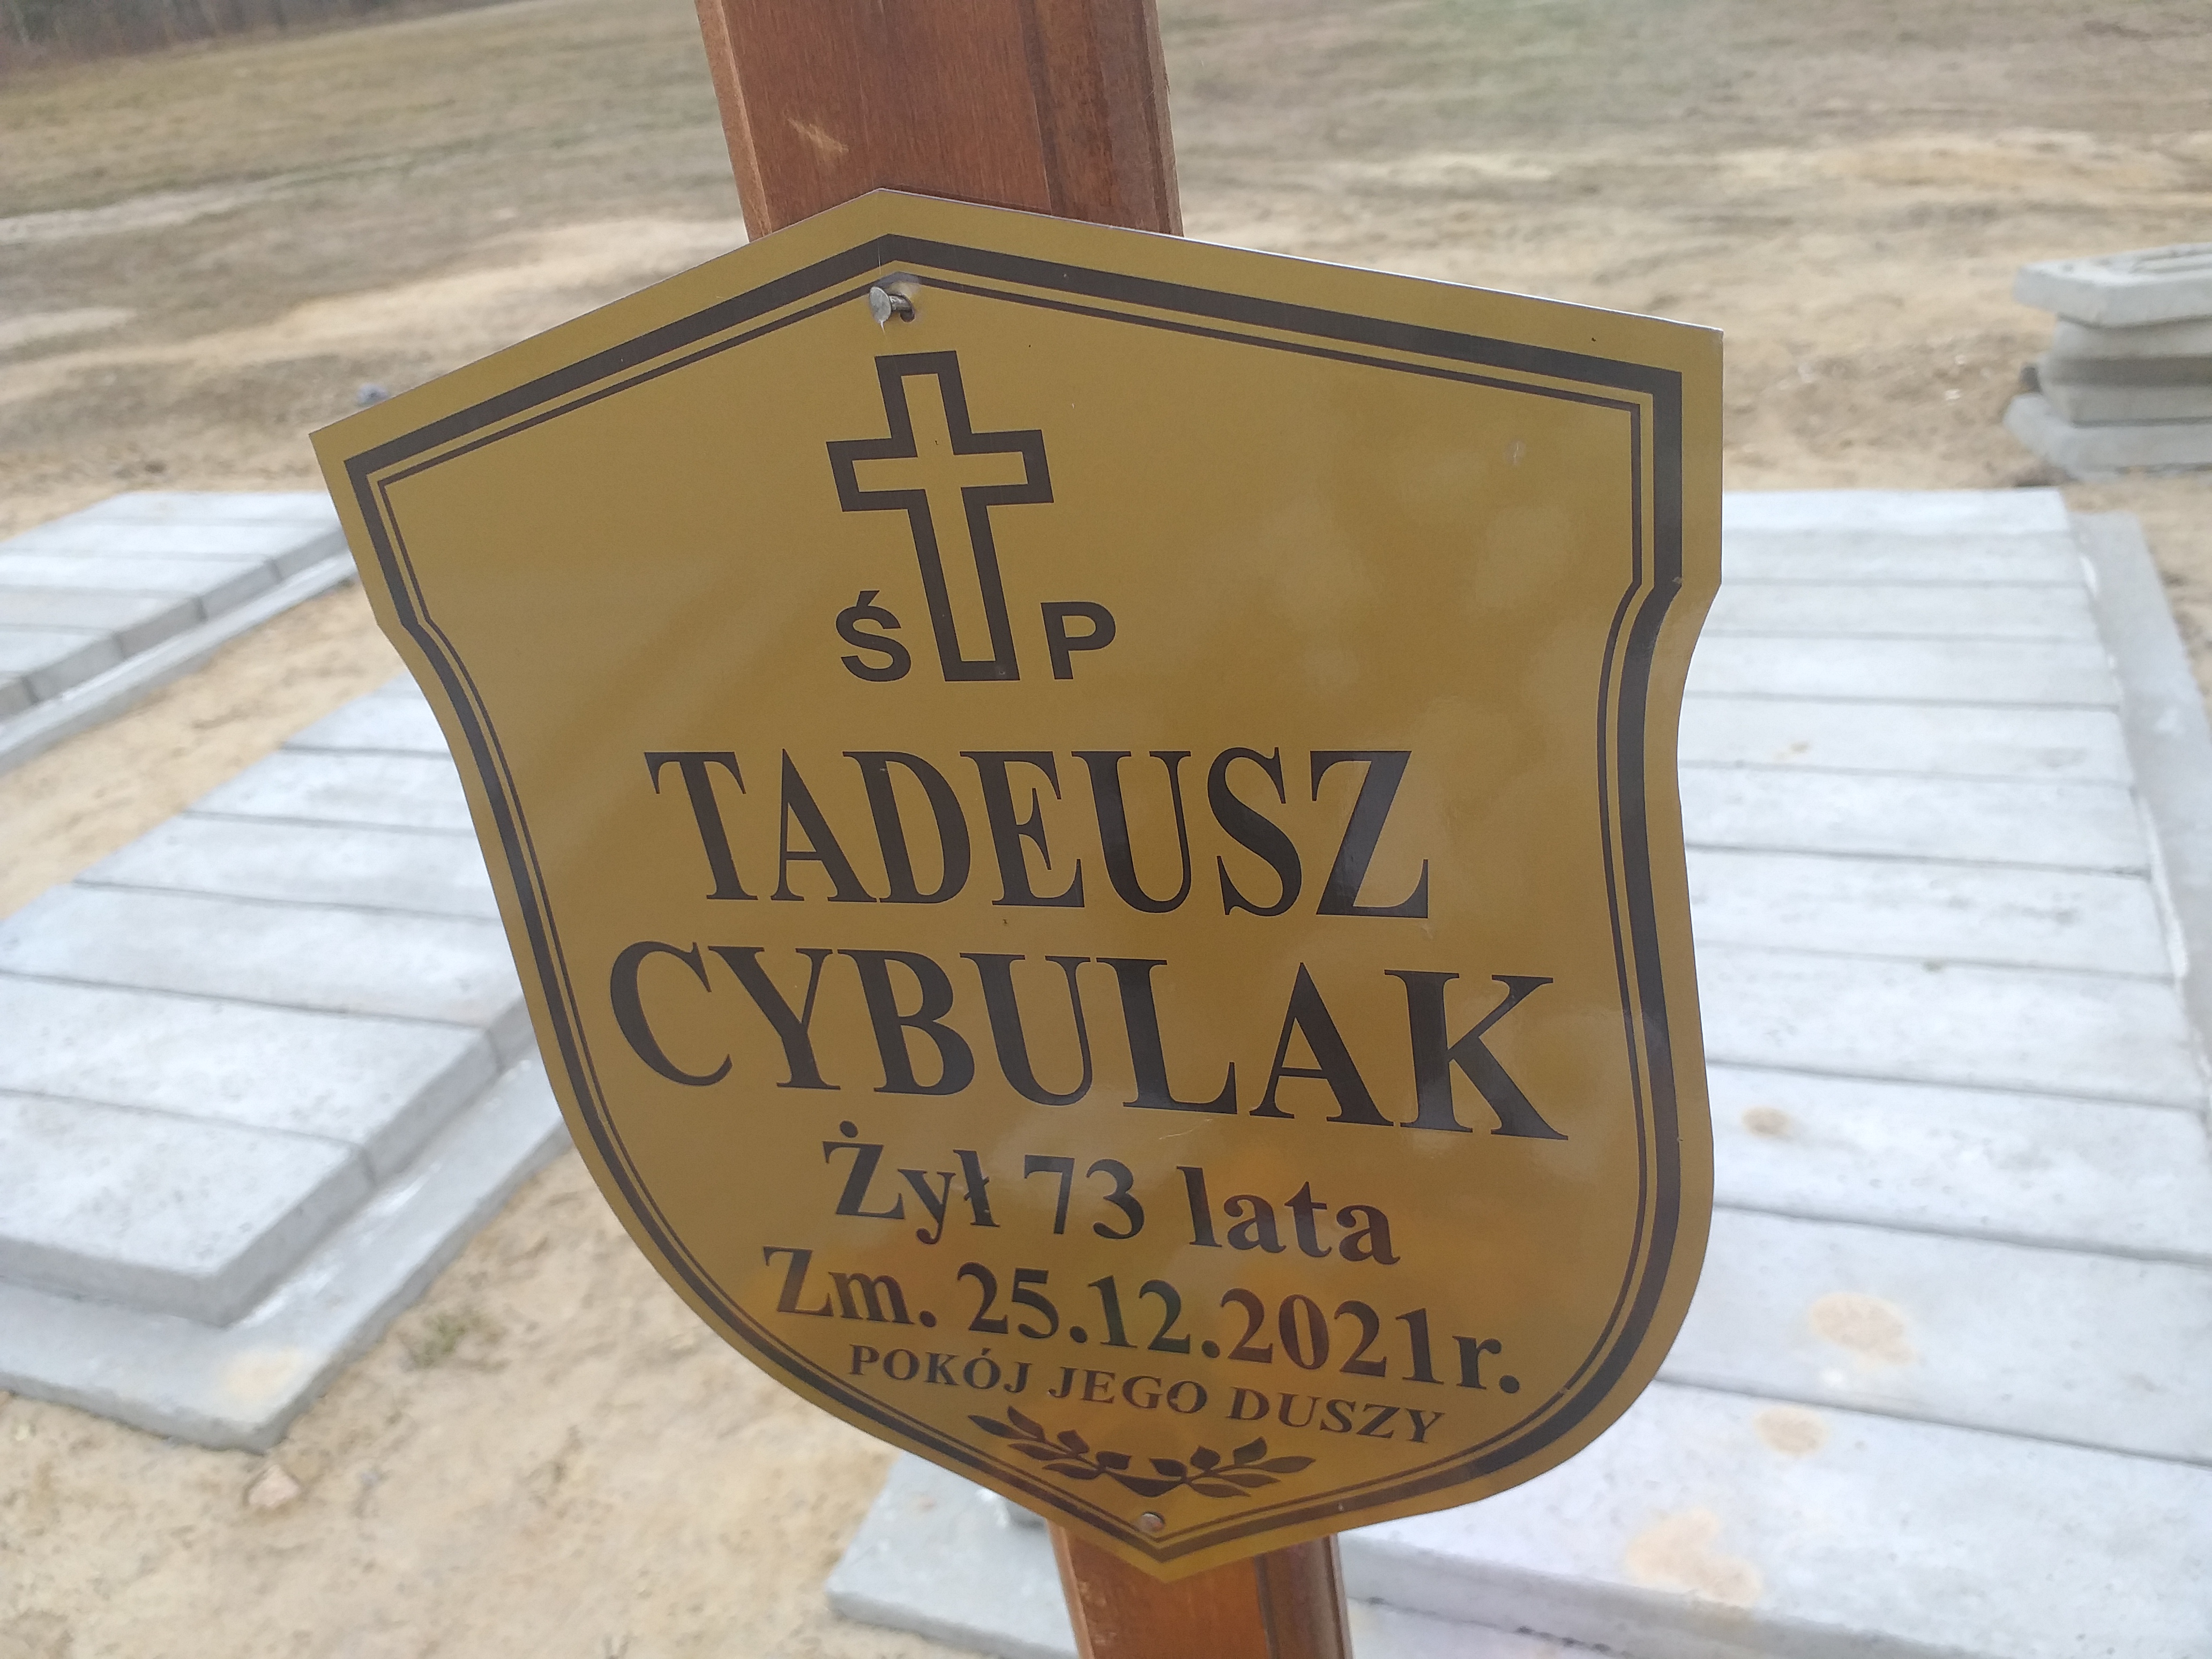 Ś P
TADEUSZ
CYBULAK
Żył 73 lata
Zm. 25.12.2021r.
POKÓJ JEGO DUSZY